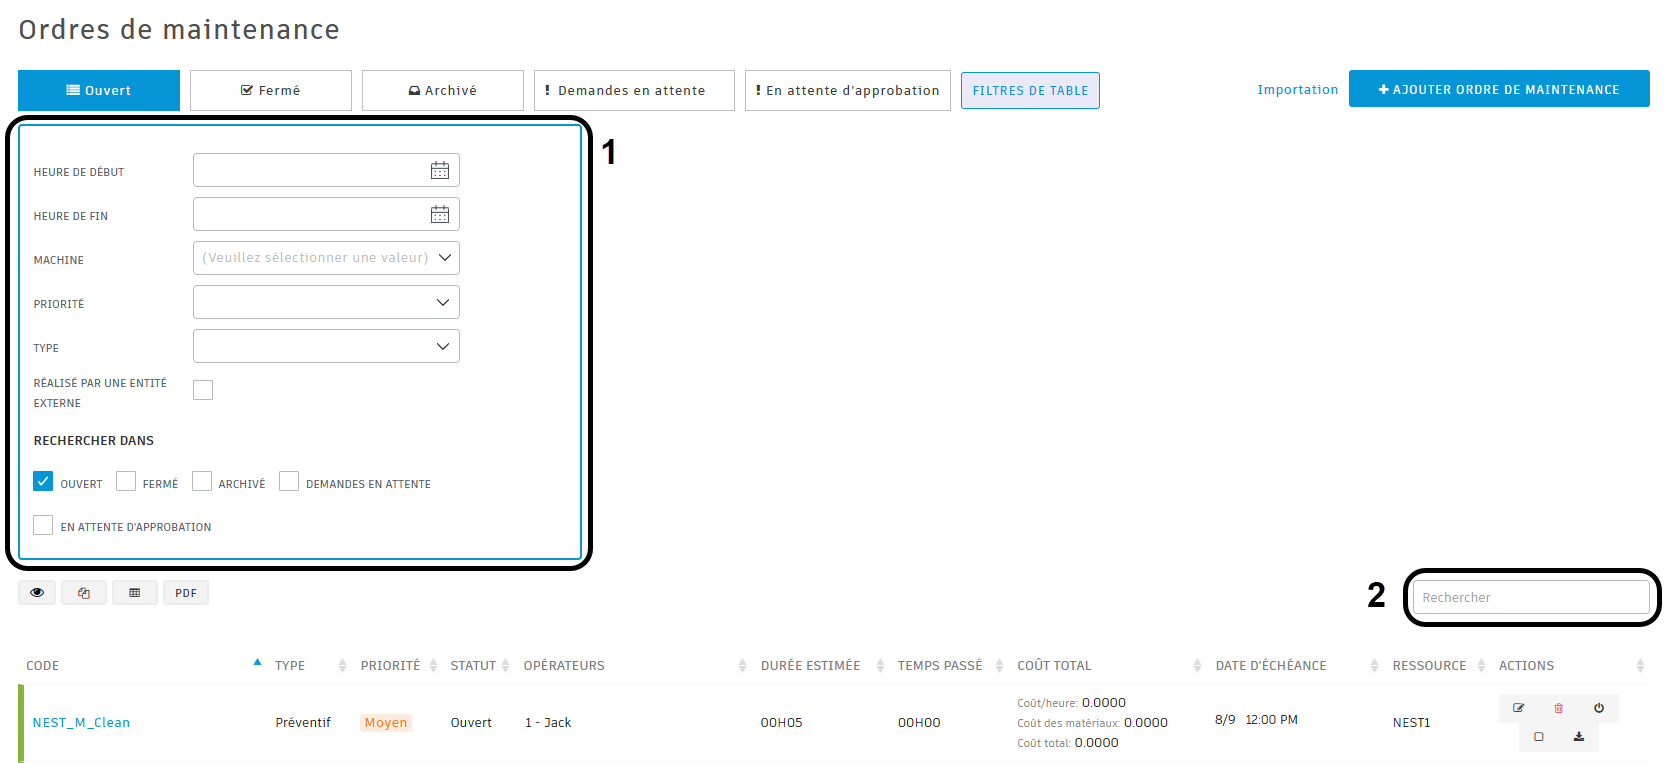 Ordres de maintenance
Ouvert
Fermé
Archivé
! Demandes en attente
! En attente d'approbation
FILTRES DE TABLE
Importation
+ AJOUTER ORDRE DE MAINTENANCE
1
HEURE DE DÉBUT
HEURE DE FIN
MACHINE (Veuillez sélectionner une valeur)
PRIORITÉ
TYPE
RÉALISÉ PAR UNE ENTITÉ
EXTERNE
RECHERCHER DANS
OUVERT FERMÉ ARCHIVÉ DEMANDES EN ATTENTE
EN ATTENTE D'APPROBATION
PDF
2
Rechercher
CODE TYPE PRIORITÉ STATUT OPÉRATEURS DURÉE ESTIMÉE TEMPS PASSÉ COÛT TOTAL DATE D'ÉCHÉANCE RESSOURCE ACTIONS
NEST_M_Clean Préventif Moyen Ouvert 1 - Jack 00H05 00H00
Coût/heure: 0.0000
Coût des matériaux: 0.0000
Coût total: 0.0000
8/9 12:00 PM NEST1